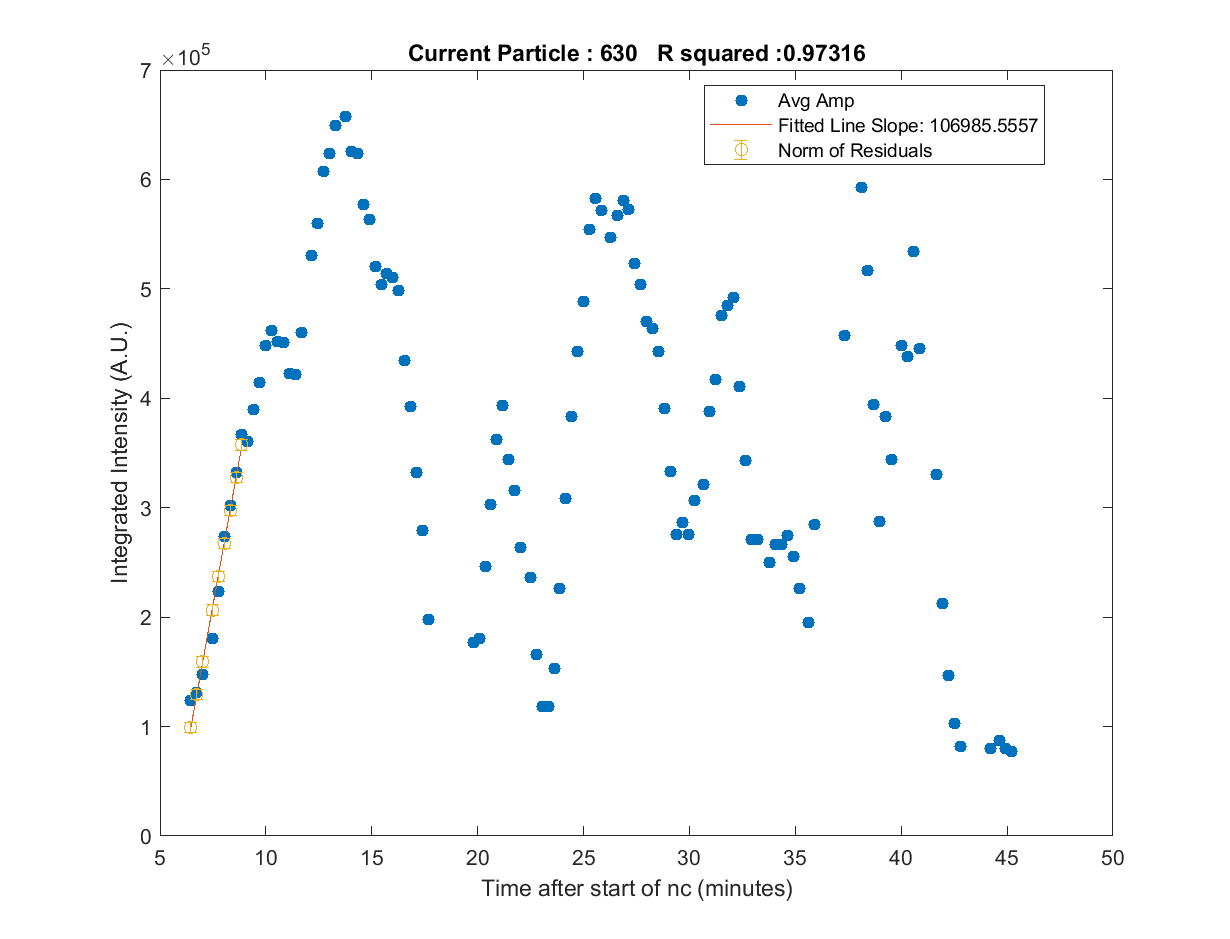 Current Particle : 630 R squared :0.97316
×10^5
7
6
5
4
3
2
1
0
Integrated Intensity (A.U.)
Avg Amp
Fitted Line Slope: 106985.5557
Norm of Residuals
5 10 15 20 25 30 35 40 45 50
Time after start of nc (minutes)